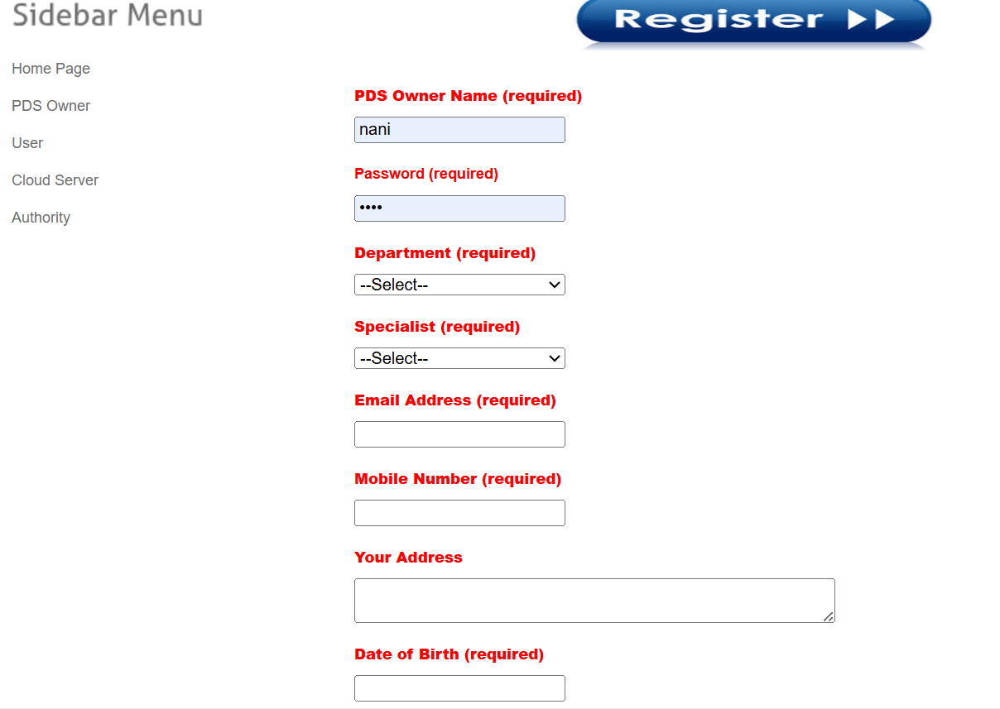 Sidebar Menu
Register
Home Page
PDS Owner
User
Cloud Server
Authority
PDS Owner Name (required)
nani
Password (required)
••••
Department (required)
--Select--
Specialist (required)
--Select--
Email Address (required)
Mobile Number (required)
Your Address
Date of Birth (required)